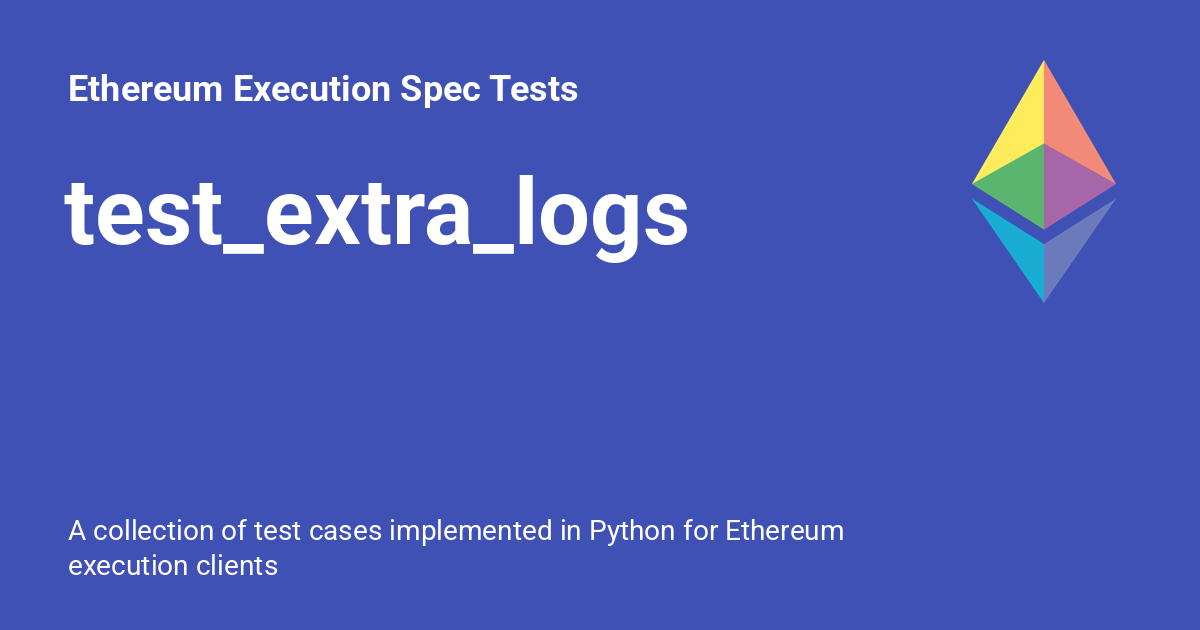 Ethereum Execution Spec Tests
test_extra_logs
A collection of test cases implemented in Python for Ethereum
execution clients